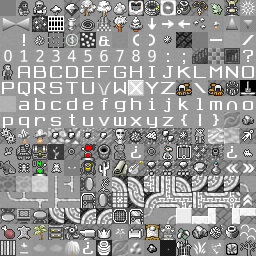 ! $ & ( ) - /
0 1 2 3 4 5 6 7 8 9 : ; ?
A B C D E F G H I J K L M N O
P Q R S T U V W X Y Z
a b c d e f g h i j k l m n o
p q r s t u v w x y z { | }